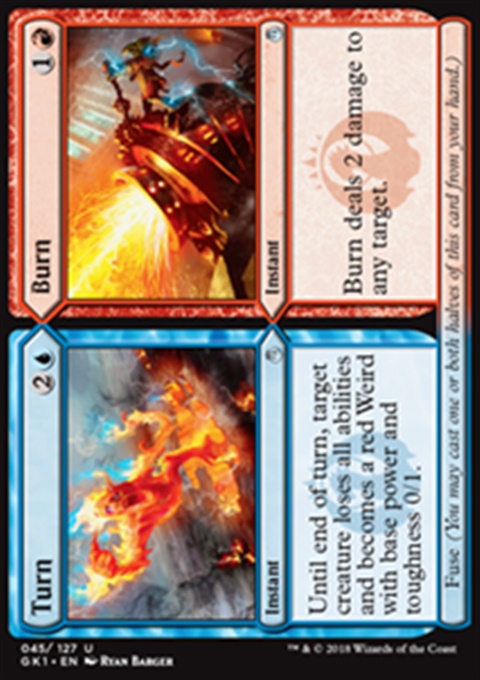 Turn 2
Instant
Until end of turn, target
creature loses all abilities
and becomes a red Weird
with base power and
toughness 0/1.
Burn 1
Instant
Burn deals 2 damage to
any target.
Fuse (You may cast one or both halves of this card from your hand.)
045/127 U
GK1 • EN Ryan Barger
™ & © 2018 Wizards of the Coast